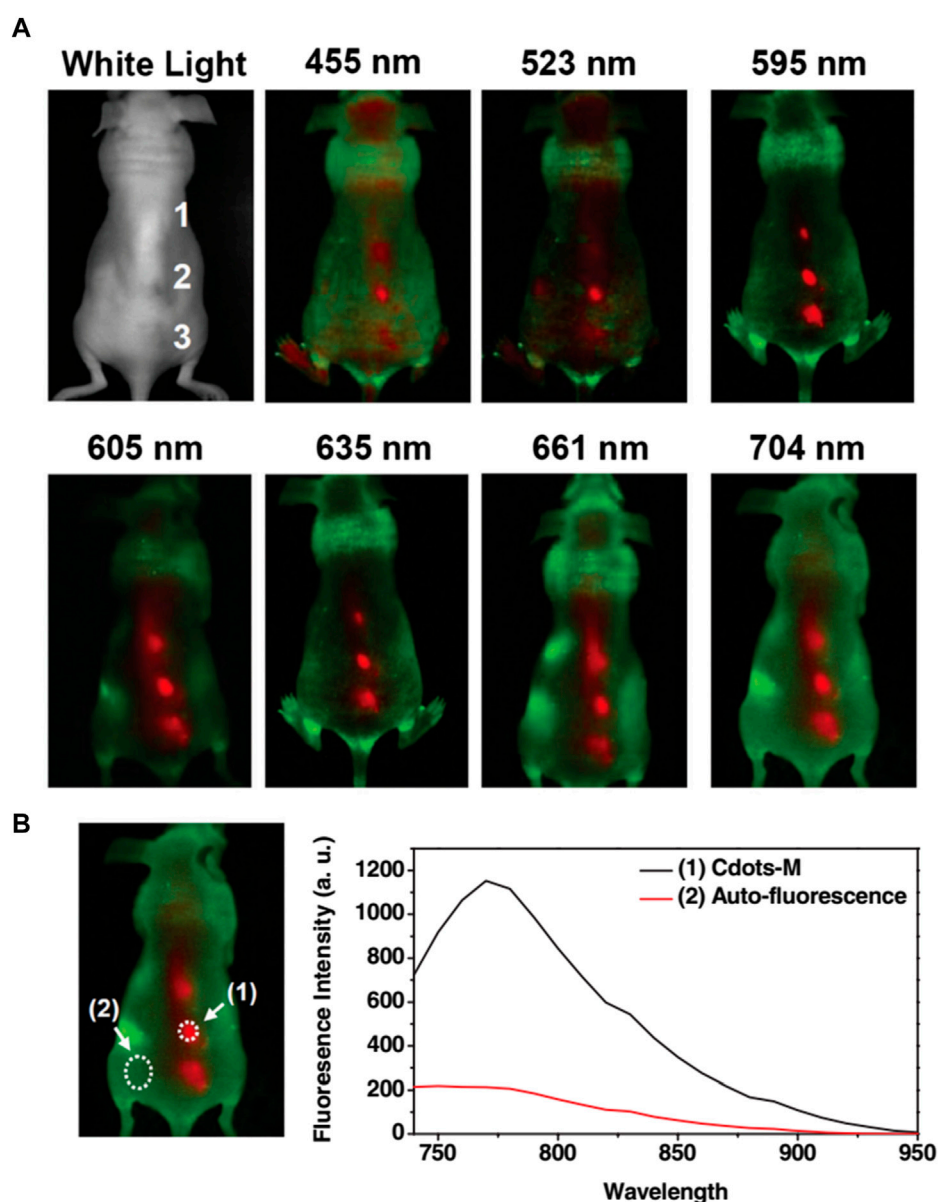 A
White Light
455 nm
523 nm
595 nm
1
2
3
605 nm
635 nm
661 nm
704 nm
B
(2)
(1)
Fluoresence Intensity (a. u.)
1200
1000
800
600
400
200
0
(1) Cdots-M
(2) Auto-fluorescence
750
800
850
900
950
Wavelength